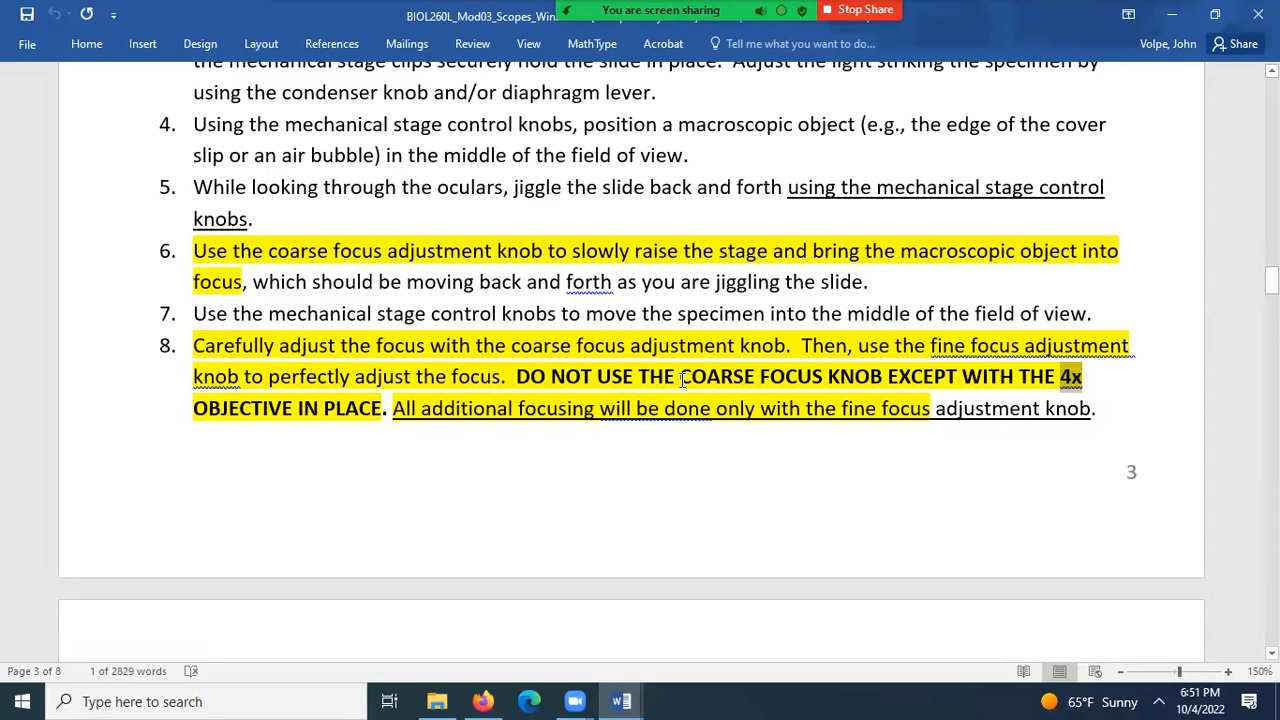 BIOL260L_Mod03_Scopes_Win
You are screen sharing
Stop Share
File Home Insert Design Layout References Mailings Review View MathType Acrobat Tell me what you want to do... Volpe, John Share
the mechanical stage clips securely hold the slide in place. Adjust the light striking the specimen by
using the condenser knob and/or diaphragm lever.
4. Using the mechanical stage control knobs, position a macroscopic object (e.g., the edge of the cover
slip or an air bubble) in the middle of the field of view.
5. While looking through the oculars, jiggle the slide back and forth using the mechanical stage control
knobs.
6. Use the coarse focus adjustment knob to slowly raise the stage and bring the macroscopic object into
focus, which should be moving back and forth as you are jiggling the slide.
7. Use the mechanical stage control knobs to move the specimen into the middle of the field of view.
8. Carefully adjust the focus with the coarse focus adjustment knob. Then, use the fine focus adjustment
knob to perfectly adjust the focus. DO NOT USE THE COARSE FOCUS KNOB EXCEPT WITH THE 4x
OBJECTIVE IN PLACE. All additional focusing will be done only with the fine focus adjustment knob.
3
Page 3 of 8 1 of 2829 words 150%
Type here to search 65°F Sunny 6:51 PM
10/4/2022